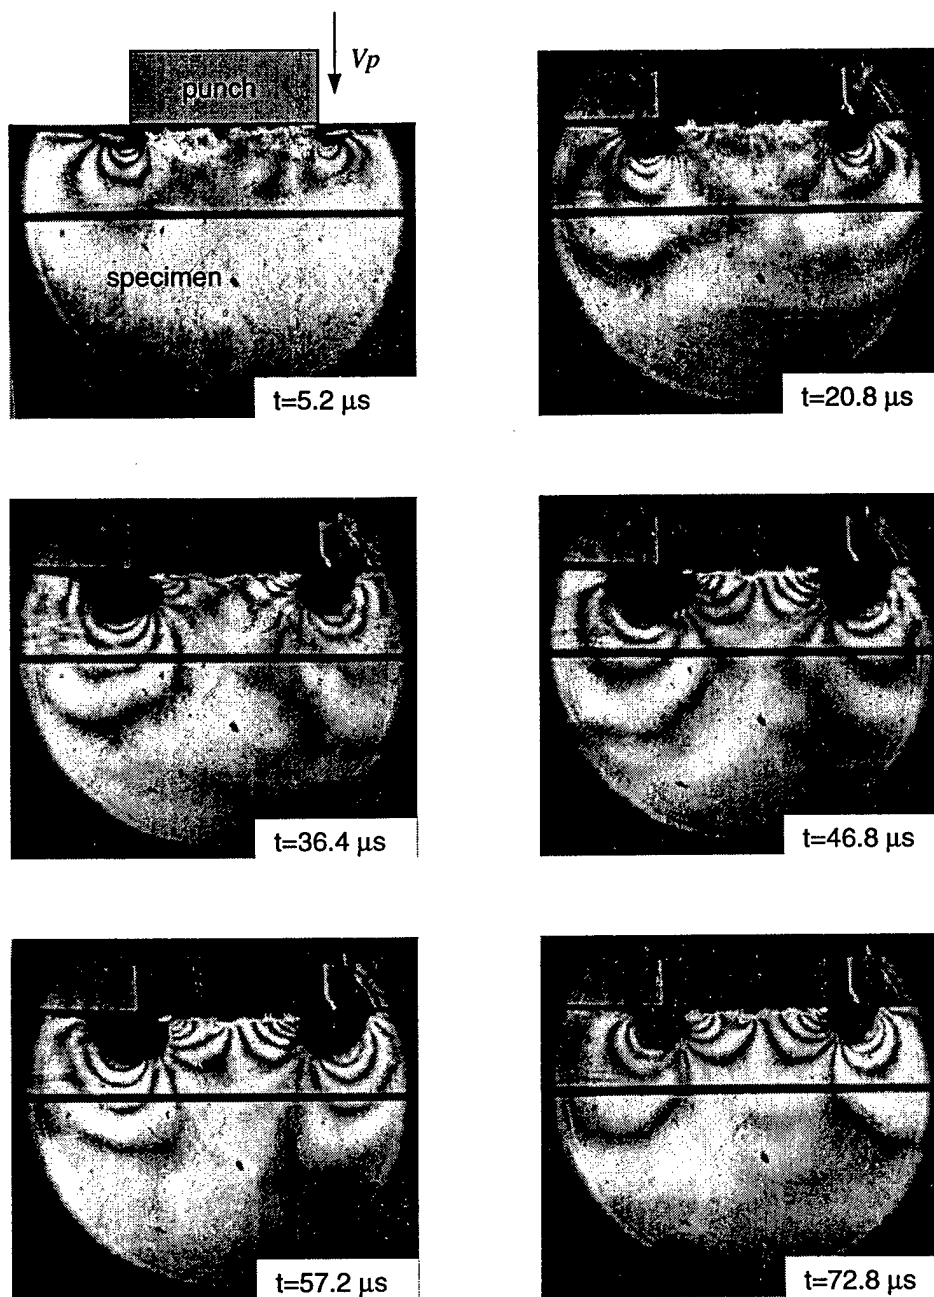 Vp
punch
specimen
t=5.2 μs
t=20.8 μs
t=36.4 μs
t=46.8 μs
t=57.2 μs
t=72.8 μs